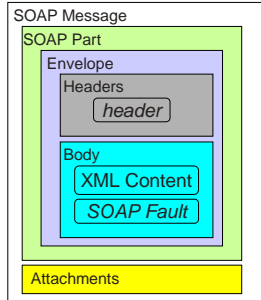 SOAP Message
SOAP Part
Envelope
Headers
header
Body
XML Content
SOAP Fault
Attachments